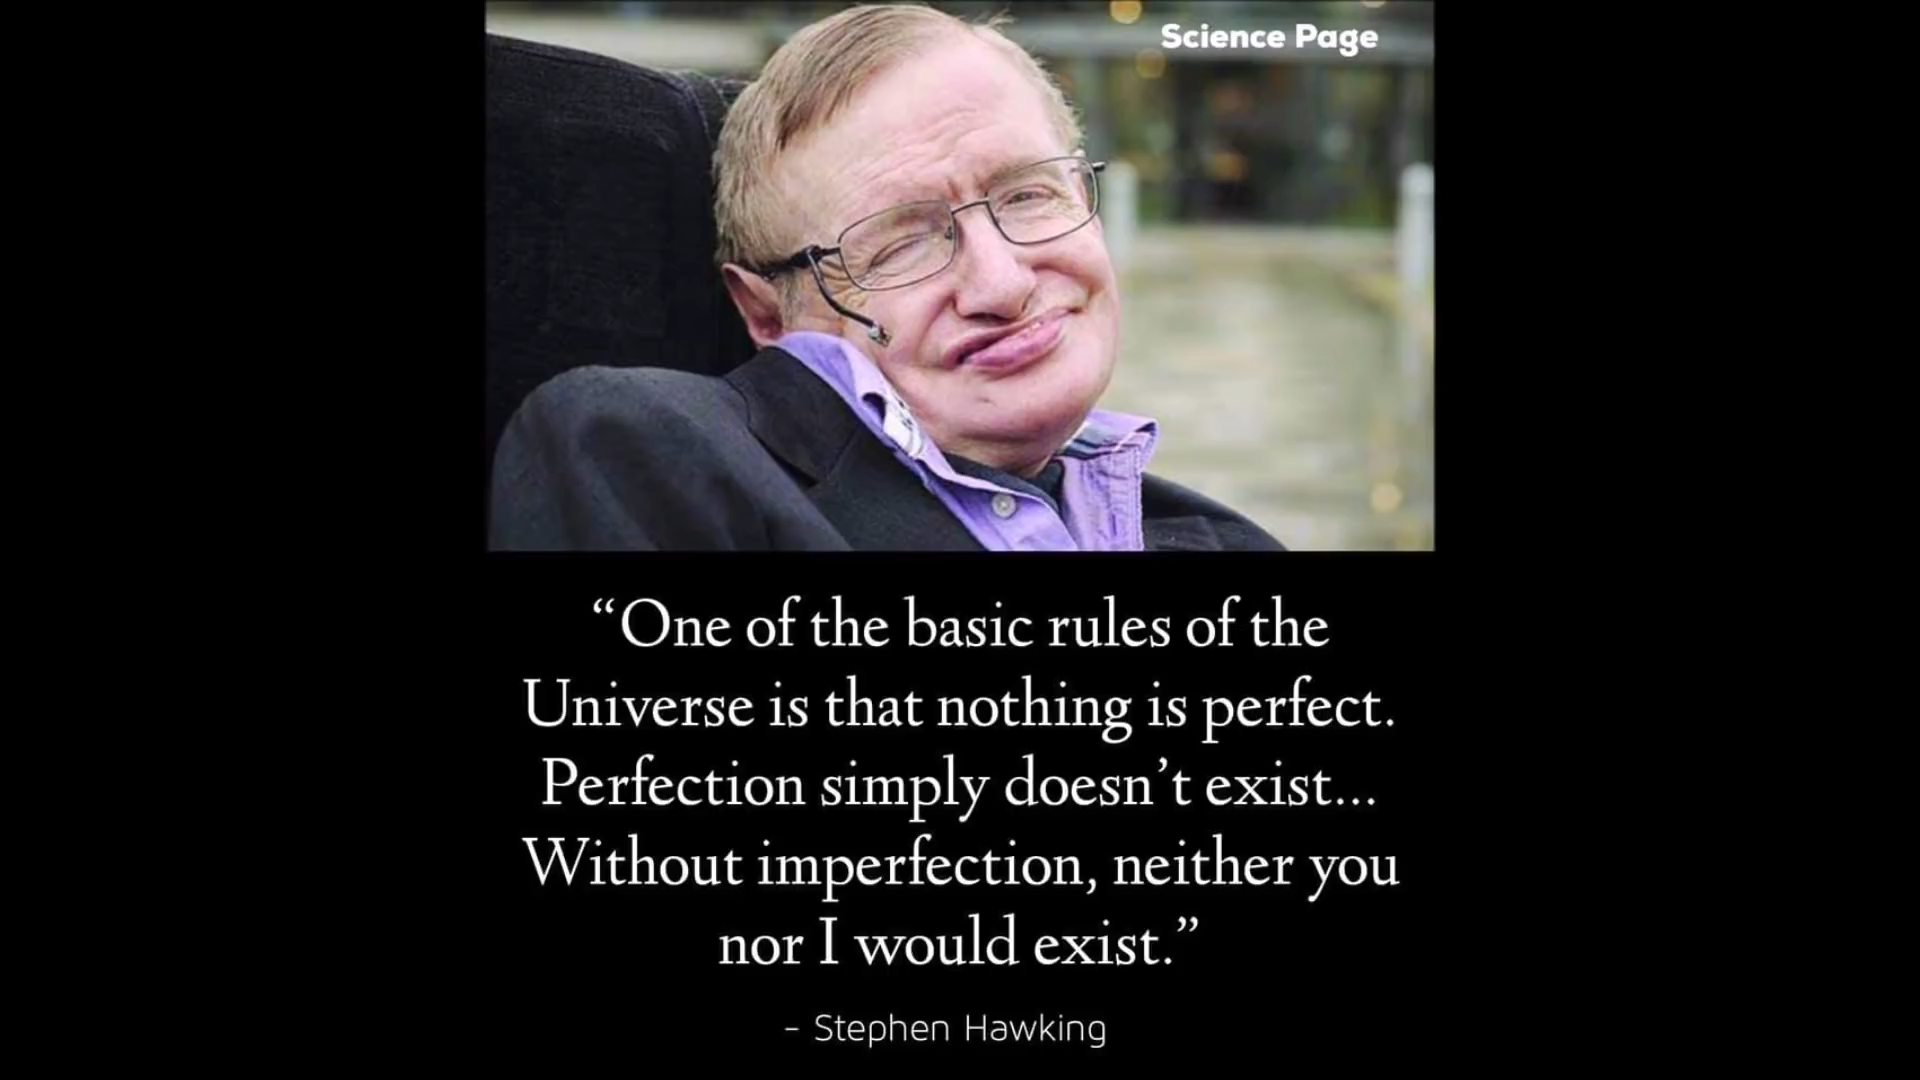 Science Page
“One of the basic rules of the
Universe is that nothing is perfect.
Perfection simply doesn’t exist...
Without imperfection, neither you
nor I would exist.”
– Stephen Hawking